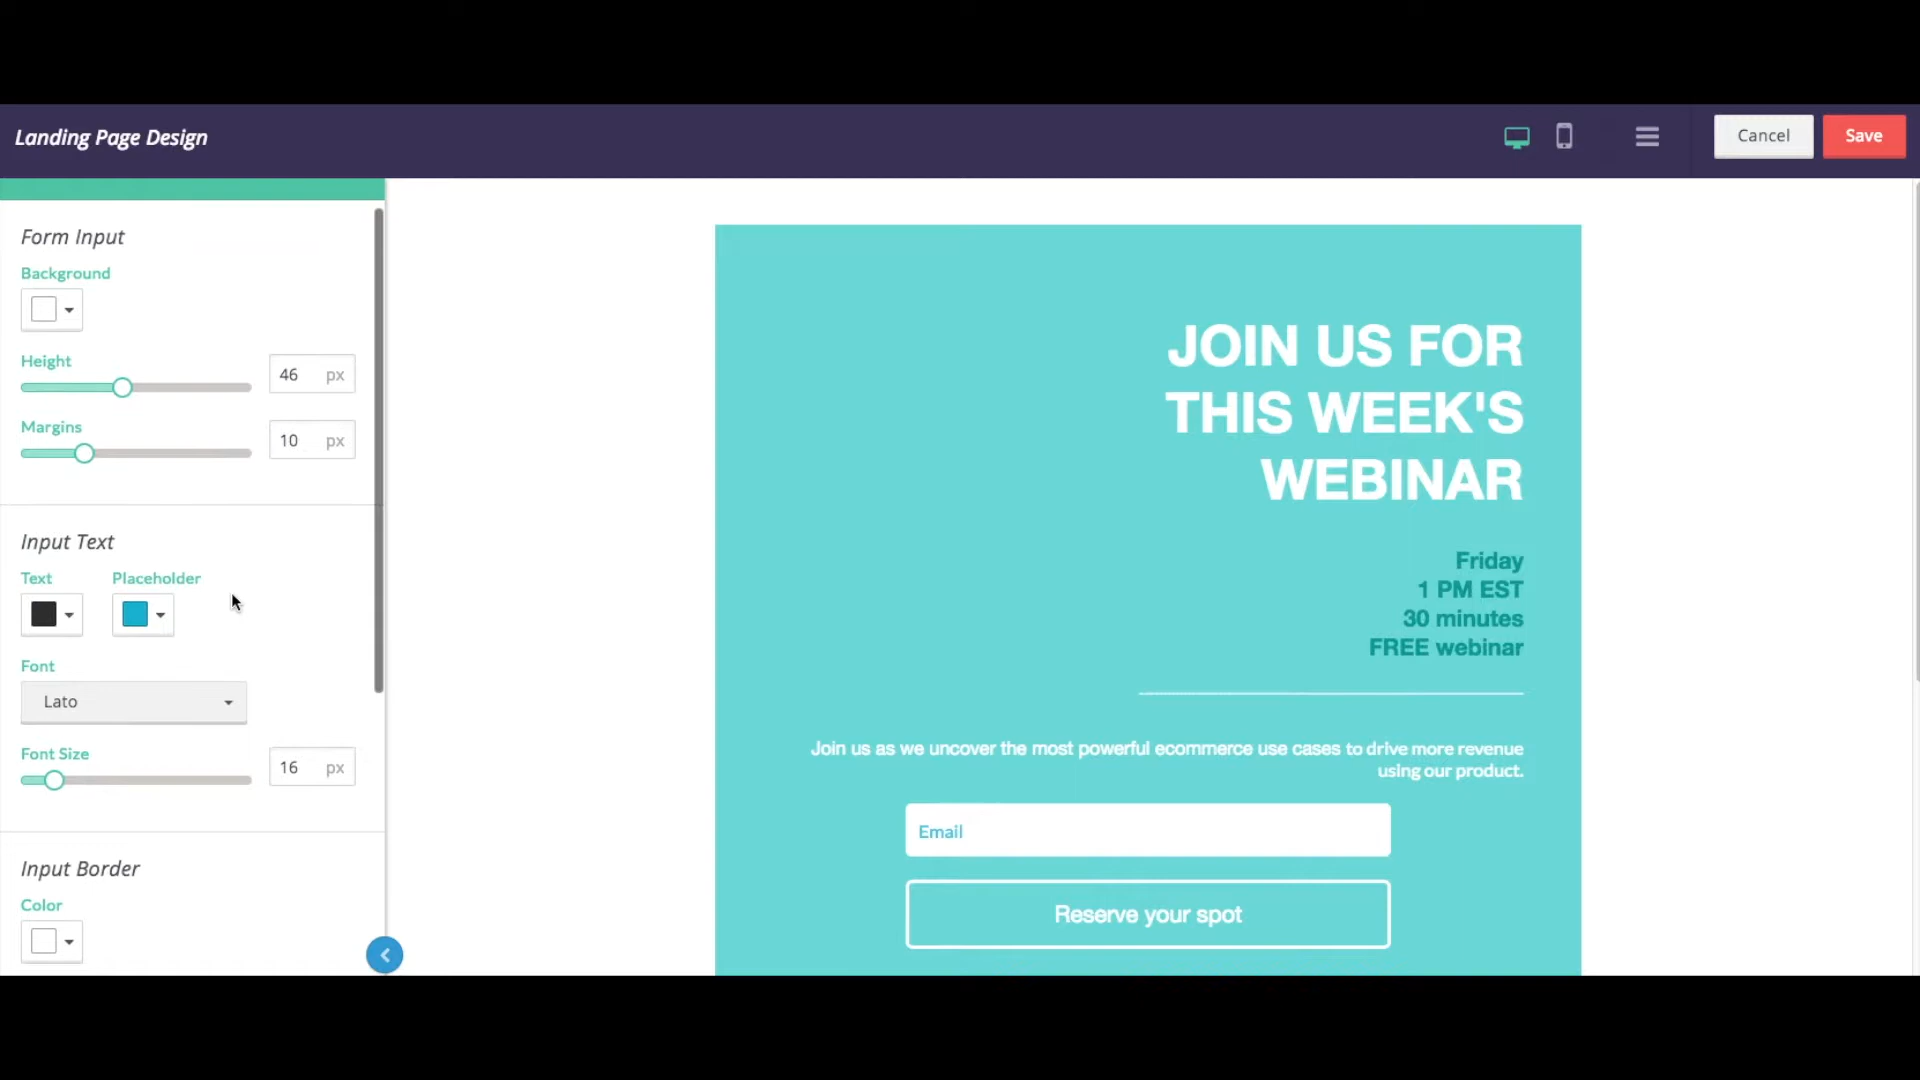 Landing Page Design
Cancel
Save
Form Input
Background
Height
46 px
Margins
10 px
Input Text
Text
Placeholder
Font
Lato
Font Size
16 px
Input Border
Color
JOIN US FOR
THIS WEEK'S
WEBINAR
Friday
1 PM EST
30 minutes
FREE webinar
Join us as we uncover the most powerful ecommerce use cases to drive more revenue
using our product.
Email
Reserve your spot